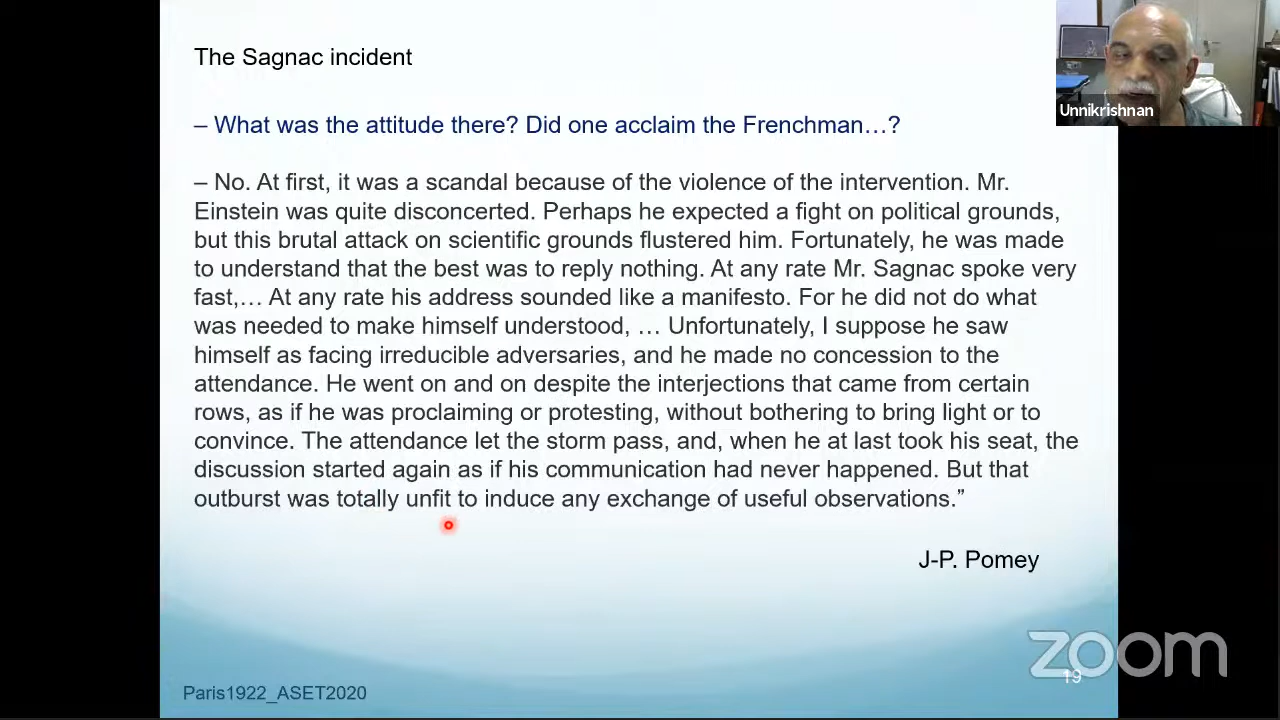 The Sagnac incident
– What was the attitude there? Did one acclaim the Frenchman…?
– No. At first, it was a scandal because of the violence of the intervention. Mr.
Einstein was quite disconcerted. Perhaps he expected a fight on political grounds,
but this brutal attack on scientific grounds flustered him. Fortunately, he was made
to understand that the best was to reply nothing. At any rate Mr. Sagnac spoke very
fast,… At any rate his address sounded like a manifesto. For he did not do what
was needed to make himself understood, … Unfortunately, I suppose he saw
himself as facing irreducible adversaries, and he made no concession to the
attendance. He went on and on despite the interjections that came from certain
rows, as if he was proclaiming or protesting, without bothering to bring light or to
convince. The attendance let the storm pass, and, when he at last took his seat, the
discussion started again as if his communication had never happened. But that
outburst was totally unfit to induce any exchange of useful observations.”
J-P. Pomey
Paris1922_ASET2020
19
zoom
Unnikrishnan